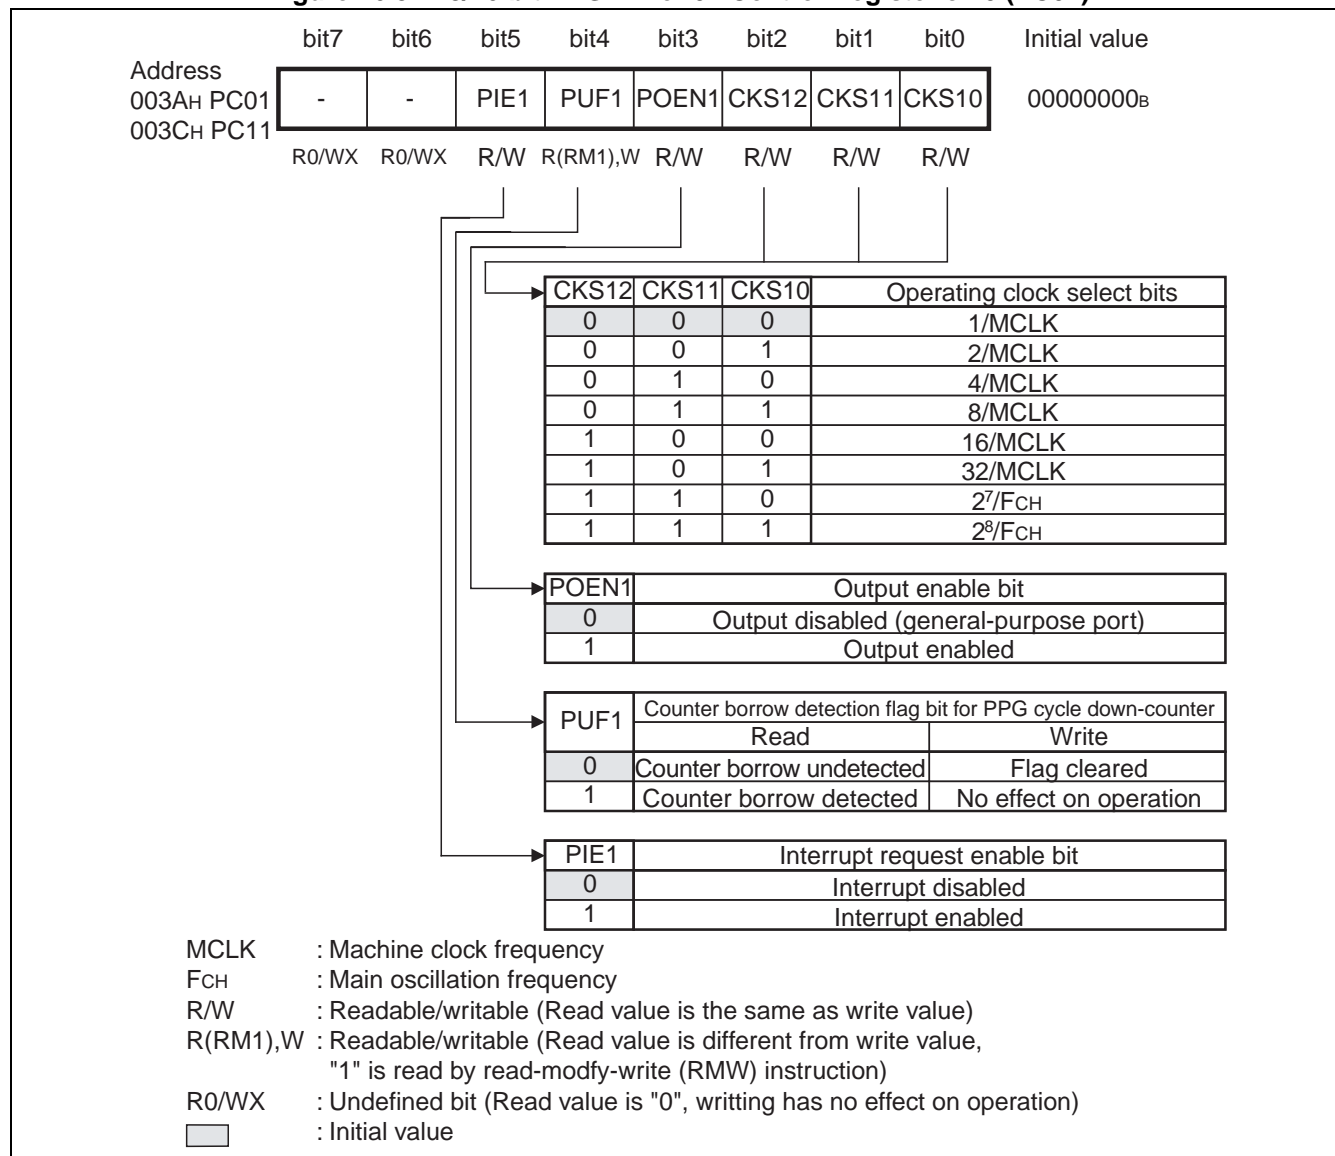 bit7 bit6 bit5 bit4 bit3 bit2 bit1 bit0 Initial value
Address
003AH PC01 - - PIE1 PUF1 POEN1 CKS12 CKS11 CKS10 00000000B
003CH PC11
R0/WX R0/WX R/W R(RM1),W R/W R/W R/W R/W
CKS12 CKS11 CKS10 Operating clock select bits
0 0 0 1/MCLK
0 0 1 2/MCLK
0 1 0 4/MCLK
0 1 1 8/MCLK
1 0 0 16/MCLK
1 0 1 32/MCLK
1 1 0 2⁷/FCH
1 1 1 2⁸/FCH
POEN1 Output enable bit
0 Output disabled (general-purpose port)
1 Output enabled
PUF1 Counter borrow detection flag bit for PPG cycle down-counter
Read Write
0 Counter borrow undetected Flag cleared
1 Counter borrow detected No effect on operation
PIE1 Interrupt request enable bit
0 Interrupt disabled
1 Interrupt enabled
MCLK : Machine clock frequency
FCH : Main oscillation frequency
R/W : Readable/writable (Read value is the same as write value)
R(RM1),W : Readable/writable (Read value is different from write value,
"1" is read by read-modfy-write (RMW) instruction)
R0/WX : Undefined bit (Read value is "0", writting has no effect on operation)
: Initial value